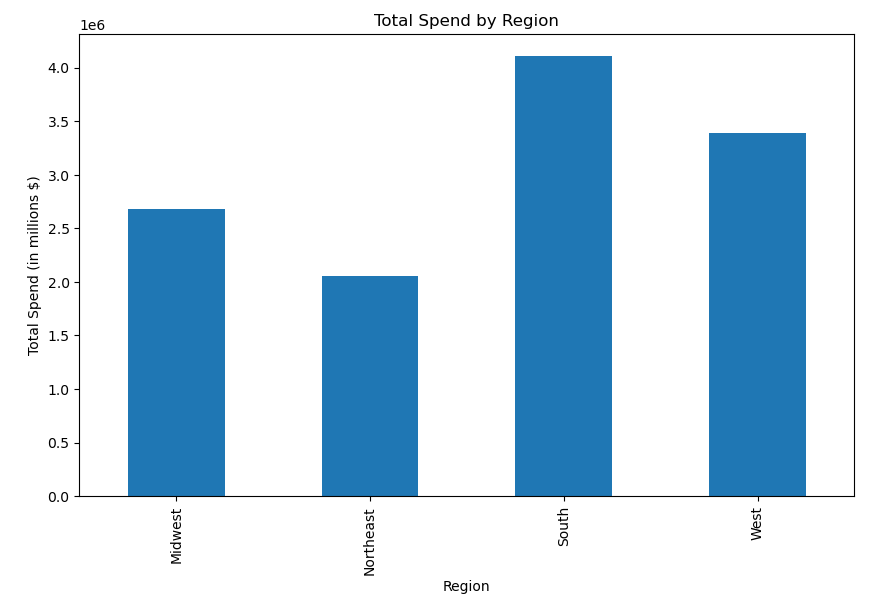 Total Spend by Region
1e6
Total Spend (in millions $)
4.0
3.5
3.0
2.5
2.0
1.5
1.0
0.5
0.0
Midwest
Northeast
South
West
Region